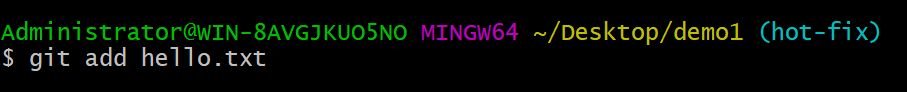 Administrator@WIN-8AVGJKUO5NO MINGW64 ~/Desktop/demo1 (hot-fix)
$ git add hello.txt